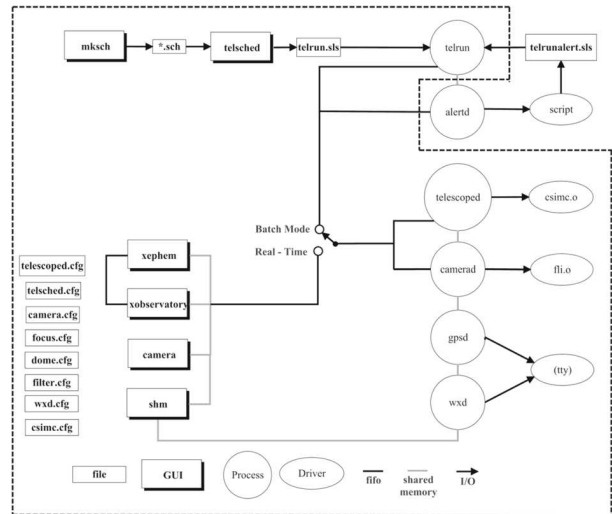 mksch
*.sch
telsched
telrun.sls
telrun
telrunalert.sls
alertd
script
telescoped
csimc.o
Batch Mode
Real - Time
camerad
fli.o
xephem
xobservatory
camera
shm
gpsd
wxd
(tty)
telescoped.cfg
telsched.cfg
camera.cfg
focus.cfg
dome.cfg
filter.cfg
wxd.cfg
csimc.cfg
file
GUI
Process
Driver
fifo
shared
memory
I/O